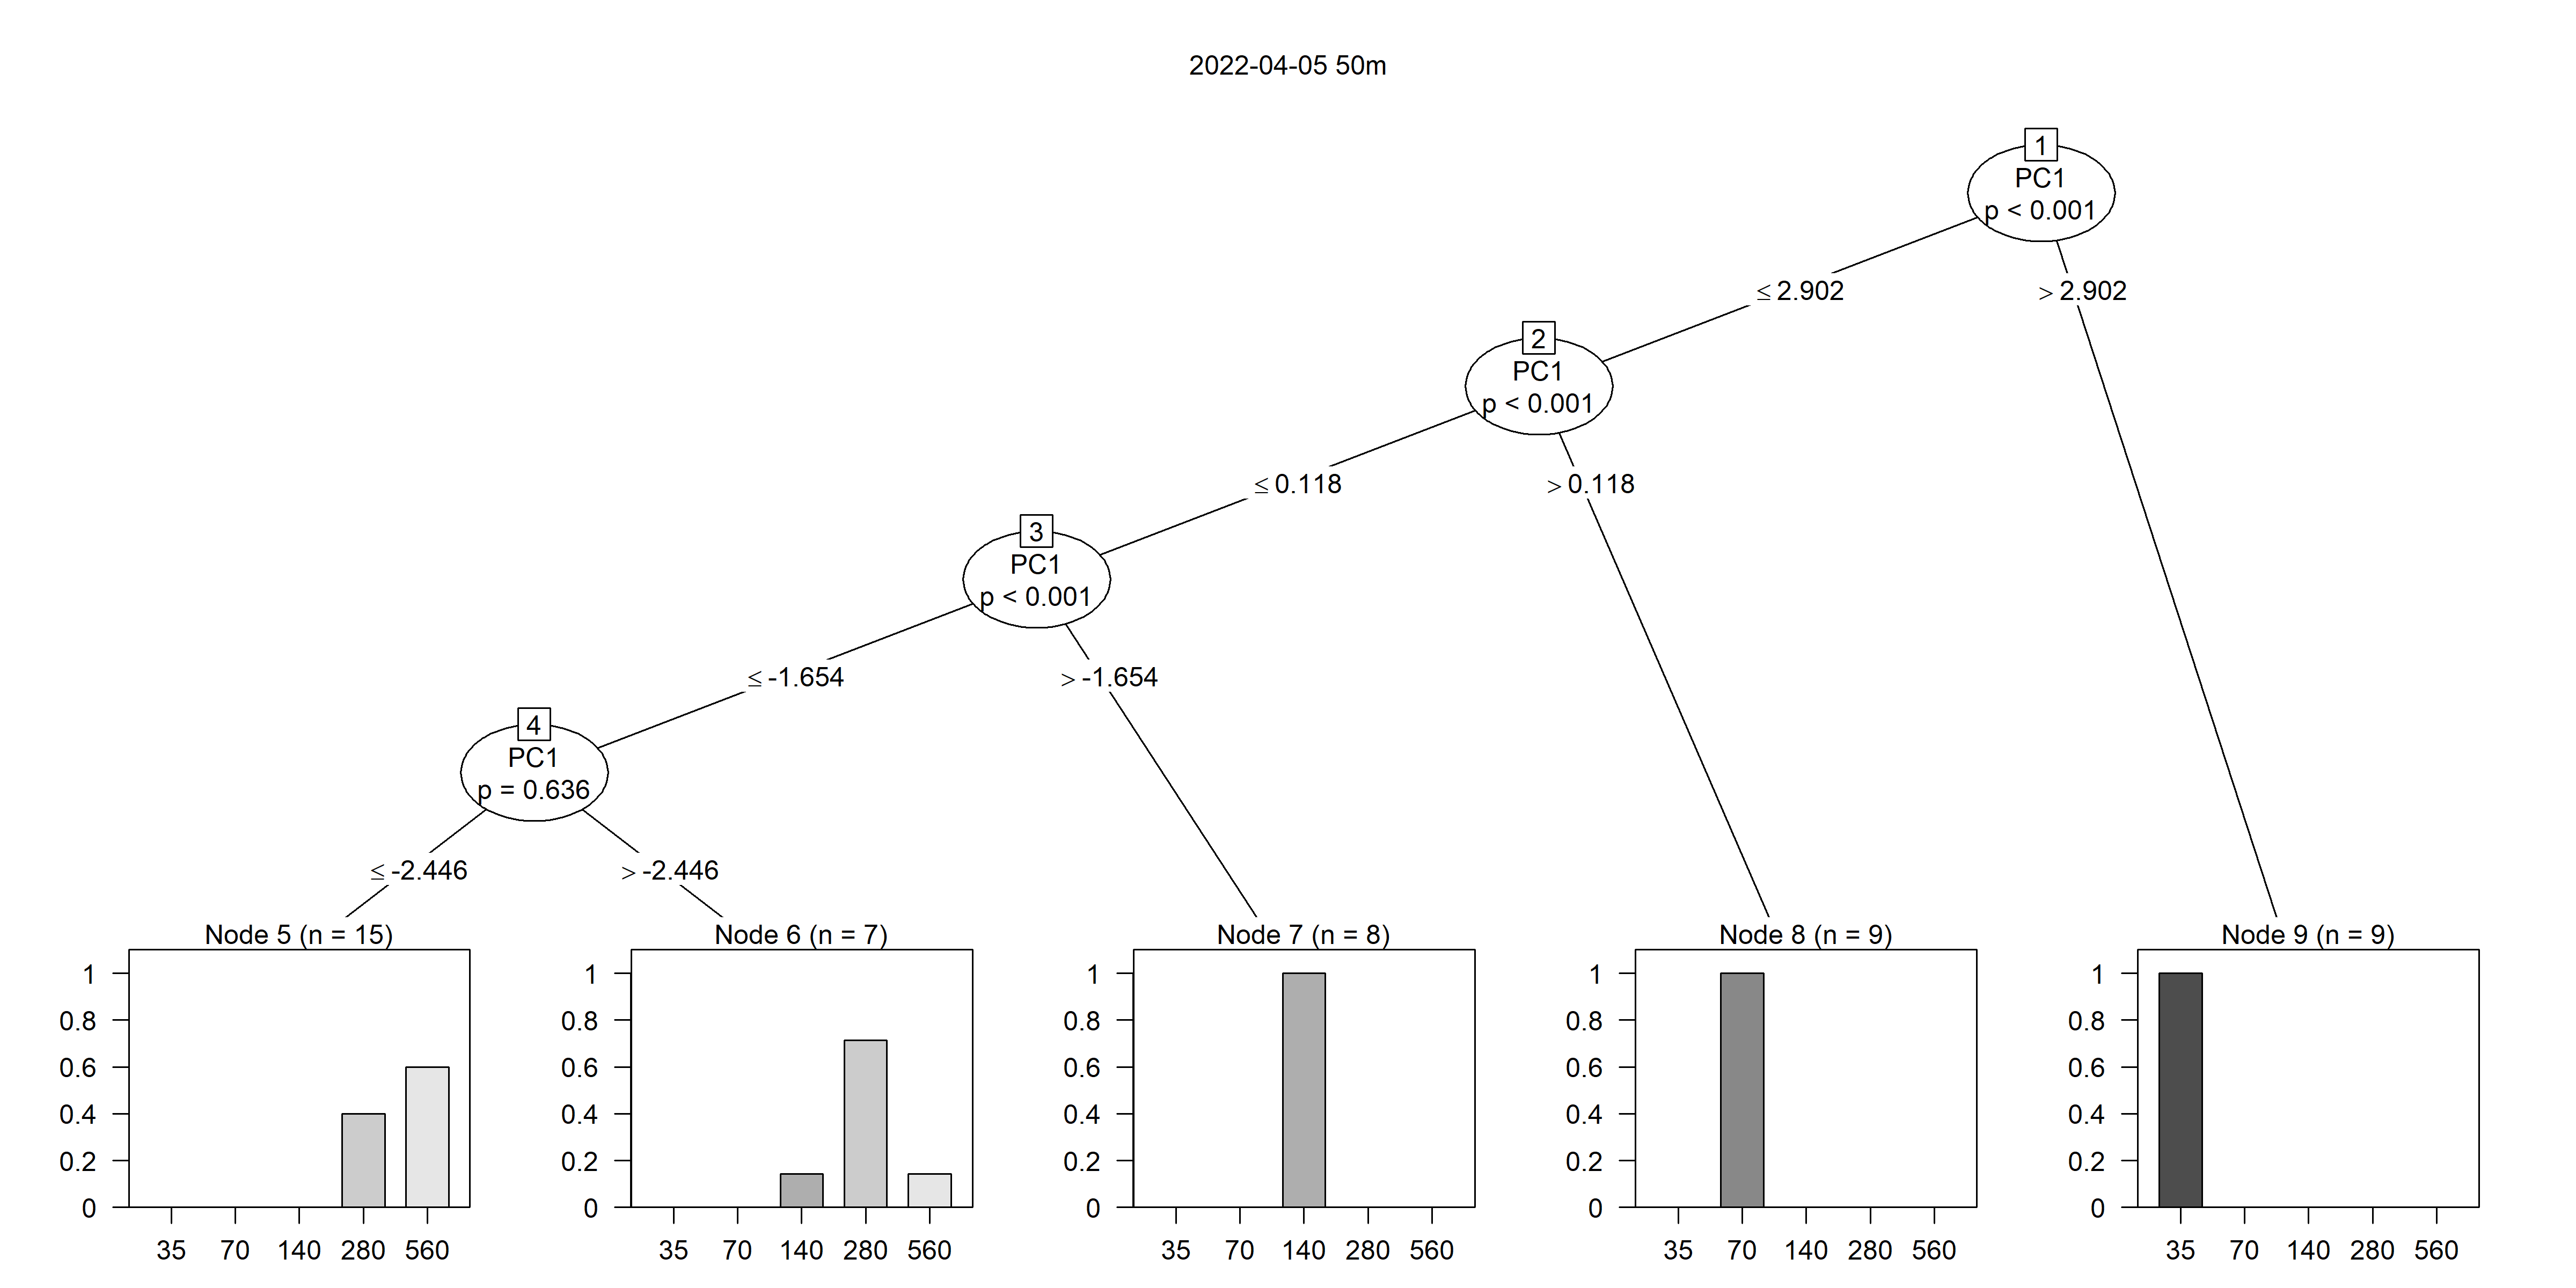 2022-04-05 50m
1
PC1
p < 0.001
≤ 2.902
> 2.902
2
PC1
p < 0.001
≤ 0.118
> 0.118
3
PC1
p < 0.001
≤ -1.654
> -1.654
4
PC1
p = 0.636
≤ -2.446
> -2.446
Node 5 (n = 15)
1
0.8
0.6
0.4
0.2
0
35 70 140 280 560
Node 6 (n = 7)
1
0.8
0.6
0.4
0.2
0
35 70 140 280 560
Node 7 (n = 8)
1
0.8
0.6
0.4
0.2
0
35 70 140 280 560
Node 8 (n = 9)
1
0.8
0.6
0.4
0.2
0
35 70 140 280 560
Node 9 (n = 9)
1
0.8
0.6
0.4
0.2
0
35 70 140 280 560